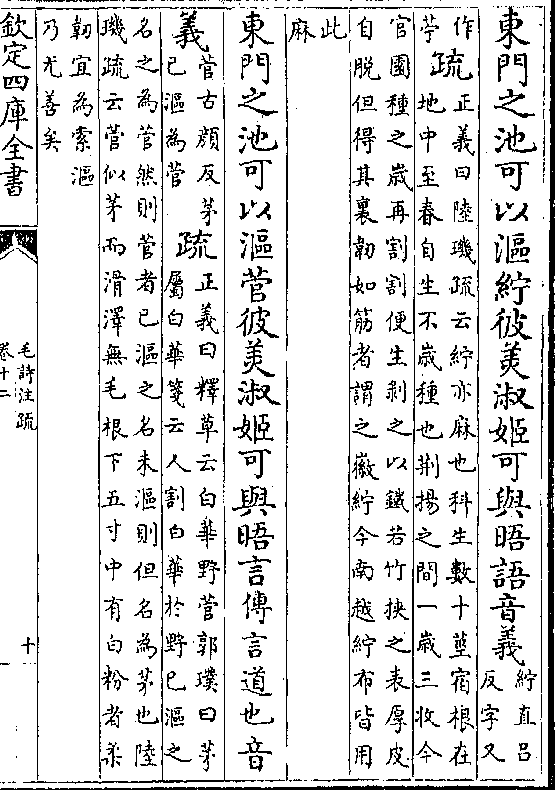 東門之池可以漚紵彼美淑姬可與晤語音義
紵直呂
反字又
作
苧
疏
正義曰陸璣疏云紵亦麻也科生數十莖宿根在
地中至春自生不歲種也荆揚之間一歲三收今
官園種之歲再割割便生剥之以鐵若竹挾之表厚皮
自脱但得其裏韌如筋者謂之徽紵今南越紵布皆用
此
麻
東門之池可以漚菅彼美淑姬可與晤言傳言道也音
義
菅古顔反茅
已漚為菅
疏
正義曰釋草云白華野菅郭璞曰茅
屬白華箋云人割白華於野已漚之
名之為菅然則菅者已漚之名未漚則但名為茅也陸
璣疏云菅似茅而滑澤無毛根下五寸中有白粉者柔
韌宜為索漚
乃尤善矣
欽定四庫全書
毛詩注疏
卷十二
十